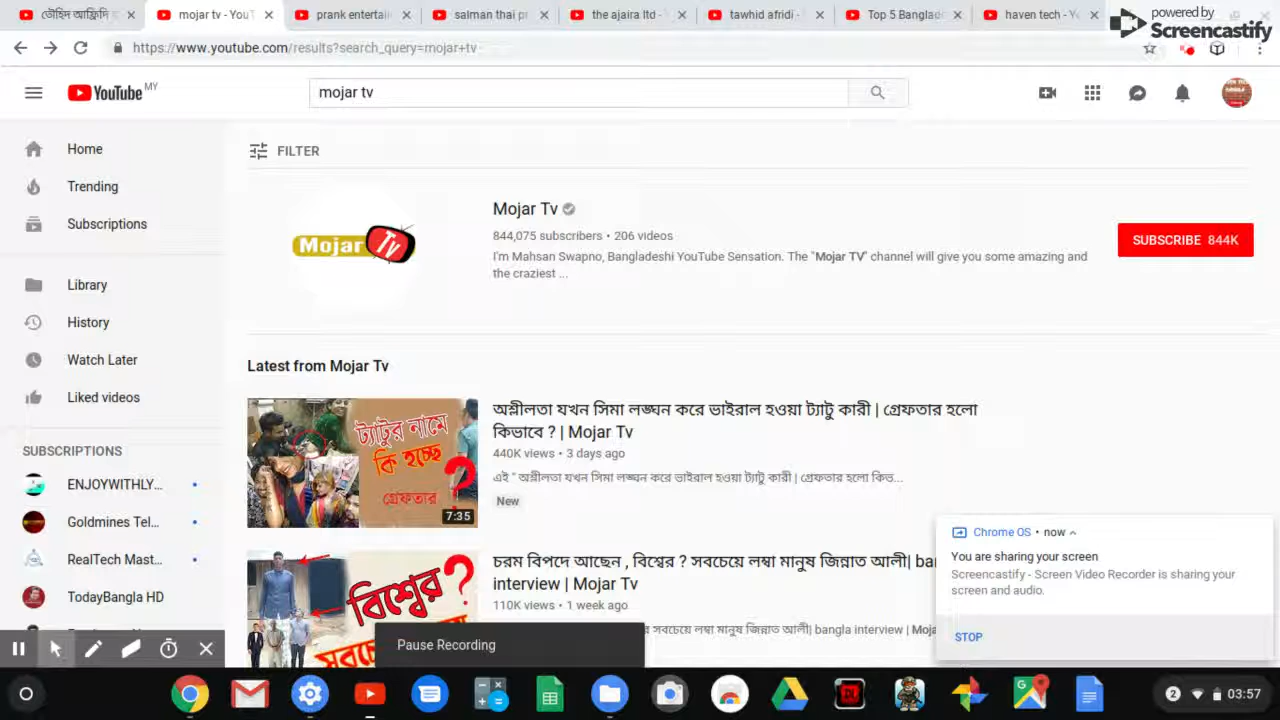 তৌহিদ আফ্রিদি
mojar tv - YouT
prank entertain
salman thai pr
the ajaira ltd - Y
tawhid afridi - Y
Top 5 Banglade
haven tech - Yo
powered by
Screencastify
https://www.youtube.com/results?search_query=mojar+tv
YouTube MY
mojar tv
Home
Trending
Subscriptions
Library
History
Watch Later
Liked videos
SUBSCRIPTIONS
ENJOYWITHLY...
Goldmines Tel...
RealTech Mast...
TodayBangla HD
FILTER
Mojar Tv
Mojar Tv
844,075 subscribers • 206 videos
I'm Mahsan Swapno, Bangladeshi YouTube Sensation. The "Mojar TV" channel will give you some amazing and
the craziest ...
SUBSCRIBE 844K
Latest from Mojar Tv
ট্যাটুর নামে
কি হচ্ছে
?
গ্রেফতার
7:35
অশ্লীলতা যখন সিমা লঙ্ঘন করে ভাইরাল হওয়া ট্যাটু কারী | গ্রেফতার হলো
কিভাবে ? | Mojar Tv
440K views • 3 days ago
এই " অশ্লীলতা যখন সিমা লঙ্ঘন করে ভাইরাল হওয়া ট্যাটু কারী | গ্রেফতার হলো কিভ...
New
বিশ্বের ?
সবচেয়ে
চরম বিপদে আছেন , বিশ্বের ? সবচেয়ে লম্বা মানুষ জিন্নাত আলী| ban
interview | Mojar Tv
110K views • 1 week ago
র সবচেয়ে লম্বা মানুষ জিন্নাত আলী| bangla interview | Moja
Pause Recording
Chrome OS • now
You are sharing your screen
Screencastify - Screen Video Recorder is sharing your
screen and audio.
STOP
2
03:57